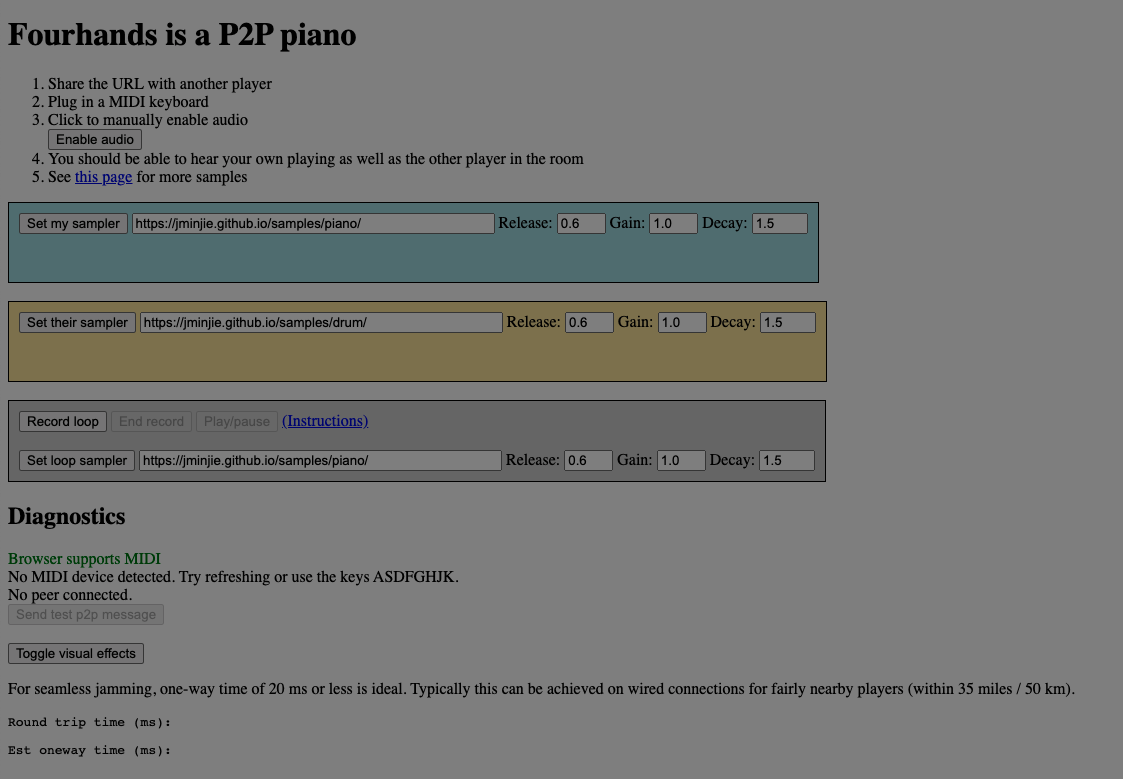 Fourhands is a P2P piano
1. Share the URL with another player
2. Plug in a MIDI keyboard
3. Click to manually enable audio
Enable audio
4. You should be able to hear your own playing as well as the other player in the room
5. See this page for more samples
Set my sampler https://jminjie.github.io/samples/piano/ Release: 0.6 Gain: 1.0 Decay: 1.5
Set their sampler https://jminjie.github.io/samples/drum/ Release: 0.6 Gain: 1.0 Decay: 1.5
Record loop End record Play/pause (Instructions)
Set loop sampler https://jminjie.github.io/samples/piano/ Release: 0.6 Gain: 1.0 Decay: 1.5
Diagnostics
Browser supports MIDI
No MIDI device detected. Try refreshing or use the keys ASDFGHJK.
No peer connected.
Send test p2p message
Toggle visual effects
For seamless jamming, one-way time of 20 ms or less is ideal. Typically this can be achieved on wired connections for fairly nearby players (within 35 miles / 50 km).
Round trip time (ms):
Est oneway time (ms):